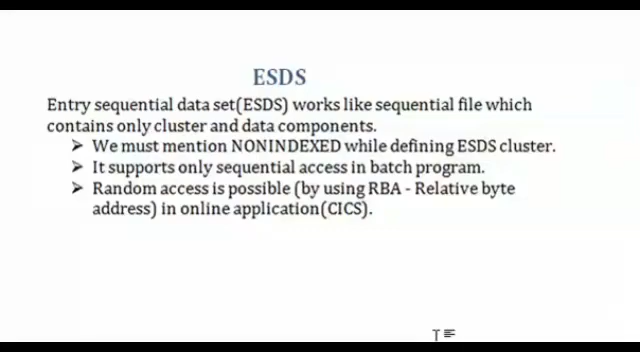 ESDS
Entry sequential data set(ESDS) works like sequential file which
contains only cluster and data components.
➤ We must mention NONINDEXED while defining ESDS cluster.
➤ It supports only sequential access in batch program.
➤ Random access is possible (by using RBA - Relative byte
address) in online application(CICS).